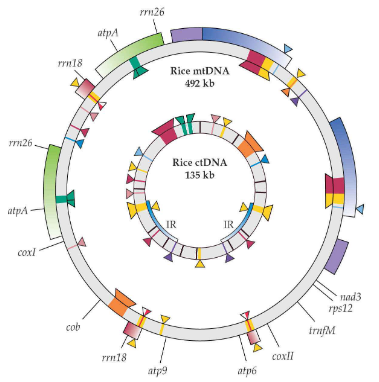 rrn26
atpA
rrn18
Rice mtDNA
492 kb
rrn26
Rice ctDNA
135 kb
atpA
IR
IR
coxI
nad3
rps12
trnfM
cob
coxII
rrn18
atp9
atp6